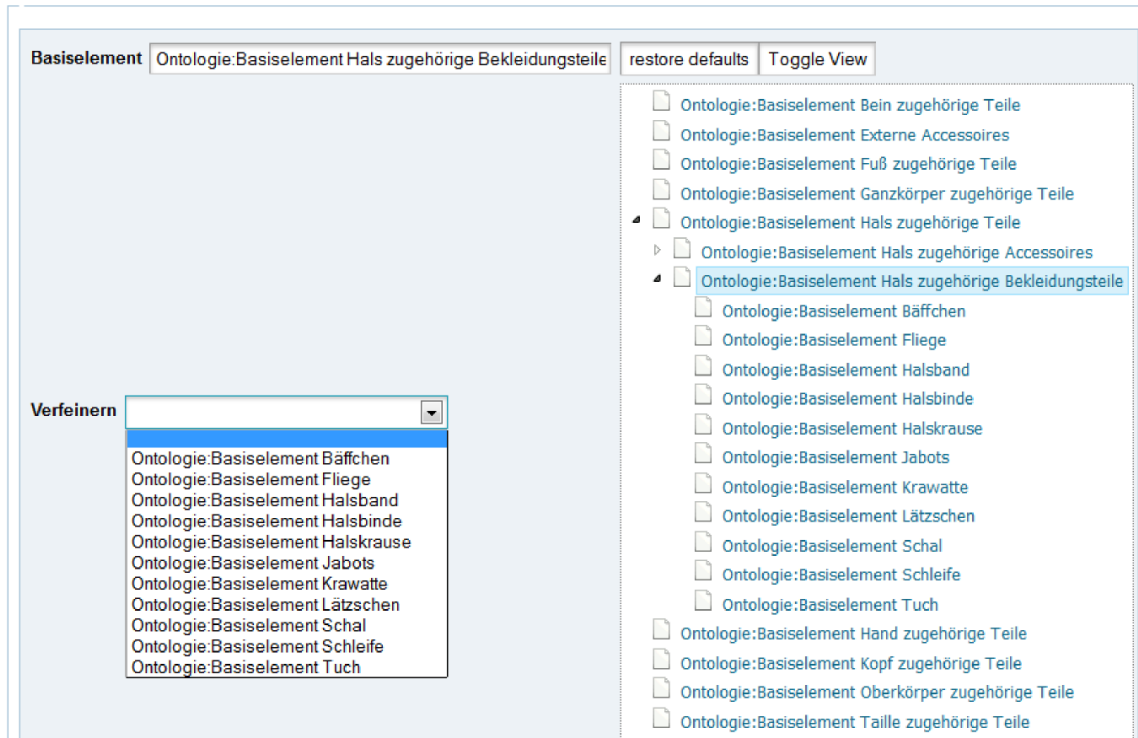 Basiselement Ontologie:Basiselement Hals zugehörige Bekleidungsteile restore defaults Toggle View
Ontologie:Basiselement Bein zugehörige Teile
Ontologie:Basiselement Externe Accessoires
Ontologie:Basiselement Fuß zugehörige Teile
Ontologie:Basiselement Ganzkörper zugehörige Teile
Ontologie:Basiselement Hals zugehörige Teile
Ontologie:Basiselement Hals zugehörige Accessoires
Ontologie:Basiselement Hals zugehörige Bekleidungsteile
Ontologie:Basiselement Bäffchen
Ontologie:Basiselement Fliege
Ontologie:Basiselement Halsband
Ontologie:Basiselement Halsbinde
Ontologie:Basiselement Halskrause
Ontologie:Basiselement Jabots
Ontologie:Basiselement Krawatte
Ontologie:Basiselement Lätzschen
Ontologie:Basiselement Schal
Ontologie:Basiselement Schleife
Ontologie:Basiselement Tuch
Ontologie:Basiselement Hand zugehörige Teile
Ontologie:Basiselement Kopf zugehörige Teile
Ontologie:Basiselement Oberkörper zugehörige Teile
Ontologie:Basiselement Taille zugehörige Teile
Verfeinern
Ontologie:Basiselement Bäffchen
Ontologie:Basiselement Fliege
Ontologie:Basiselement Halsband
Ontologie:Basiselement Halsbinde
Ontologie:Basiselement Halskrause
Ontologie:Basiselement Jabots
Ontologie:Basiselement Krawatte
Ontologie:Basiselement Lätzschen
Ontologie:Basiselement Schal
Ontologie:Basiselement Schleife
Ontologie:Basiselement Tuch